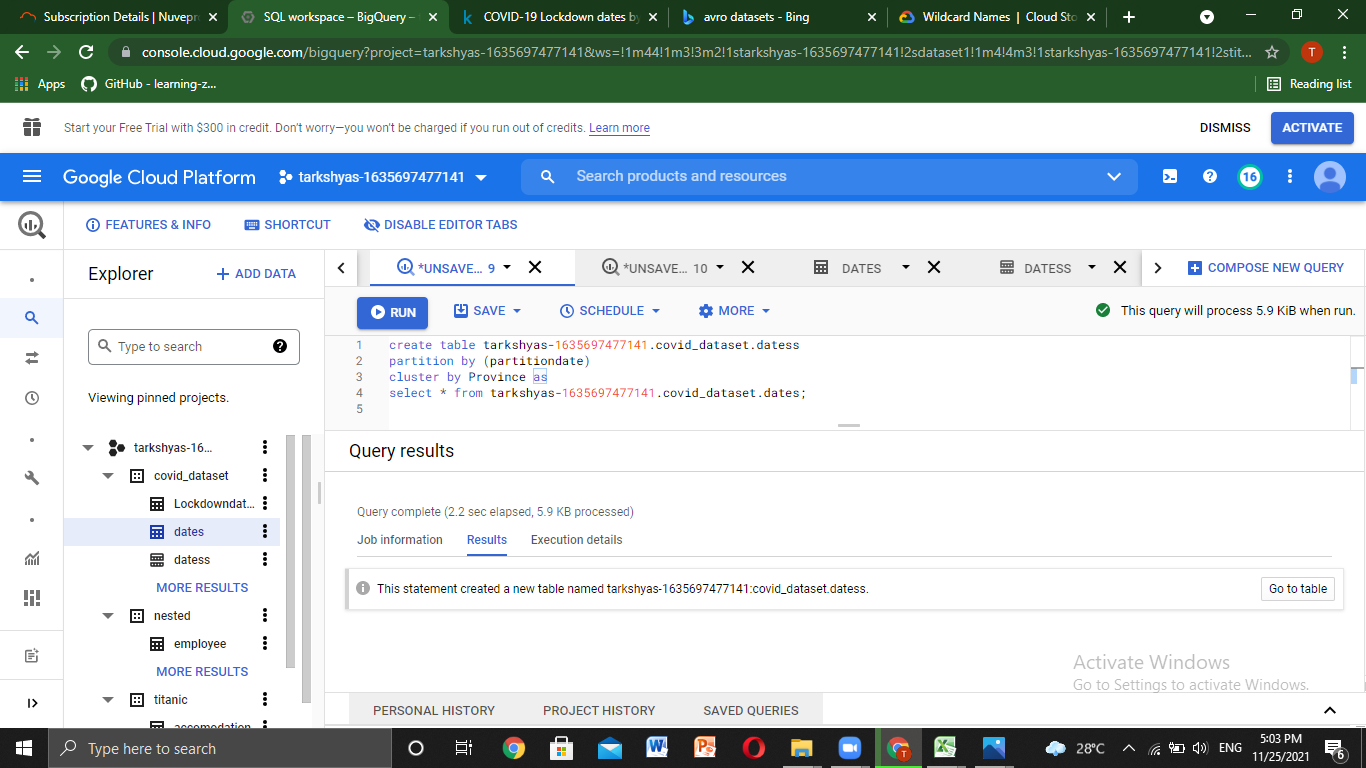 Subscription Details | Nuvepr
SQL workspace – BigQuery –
COVID-19 Lockdown dates by
avro datasets - Bing
Wildcard Names | Cloud Sto
console.cloud.google.com/bigquery?project=tarkshyas-1635697477141&ws=!1m44!1m3!3m2!1starkshyas-1635697477141!2sdataset1!1m4!4m3!1starkshyas-1635697477141!2stit...
T
Apps
GitHub - learning-z...
Reading list
Start your Free Trial with $300 in credit. Don't worry—you won't be charged if you run out of credits. Learn more
DISMISS
ACTIVATE
Google Cloud Platform
tarkshyas-1635697477141
Search products and resources
16
FEATURES & INFO
SHORTCUT
DISABLE EDITOR TABS
Explorer
+ ADD DATA
*UNSAVE... 9
*UNSAVE... 10
DATES
DATESS
COMPOSE NEW QUERY
RUN
SAVE
SCHEDULE
MORE
This query will process 5.9 KiB when run.
Type to search
Viewing pinned projects.
tarkshyas-16...
covid_dataset
Lockdowndat...
dates
datess
MORE RESULTS
nested
employee
MORE RESULTS
titanic
accomodation
1 create table tarkshyas-1635697477141.covid_dataset.datess
2 partition by (partitiondate)
3 cluster by Province as
4 select * from tarkshyas-1635697477141.covid_dataset.dates;
5
Query results
Query complete (2.2 sec elapsed, 5.9 KB processed)
Job information
Results
Execution details
This statement created a new table named tarkshyas-1635697477141:covid_dataset.datess.
Go to table
Activate Windows
Go to Settings to activate Windows.
PERSONAL HISTORY
PROJECT HISTORY
SAVED QUERIES
Type here to search
28°C
ENG
5:03 PM
11/25/2021
6